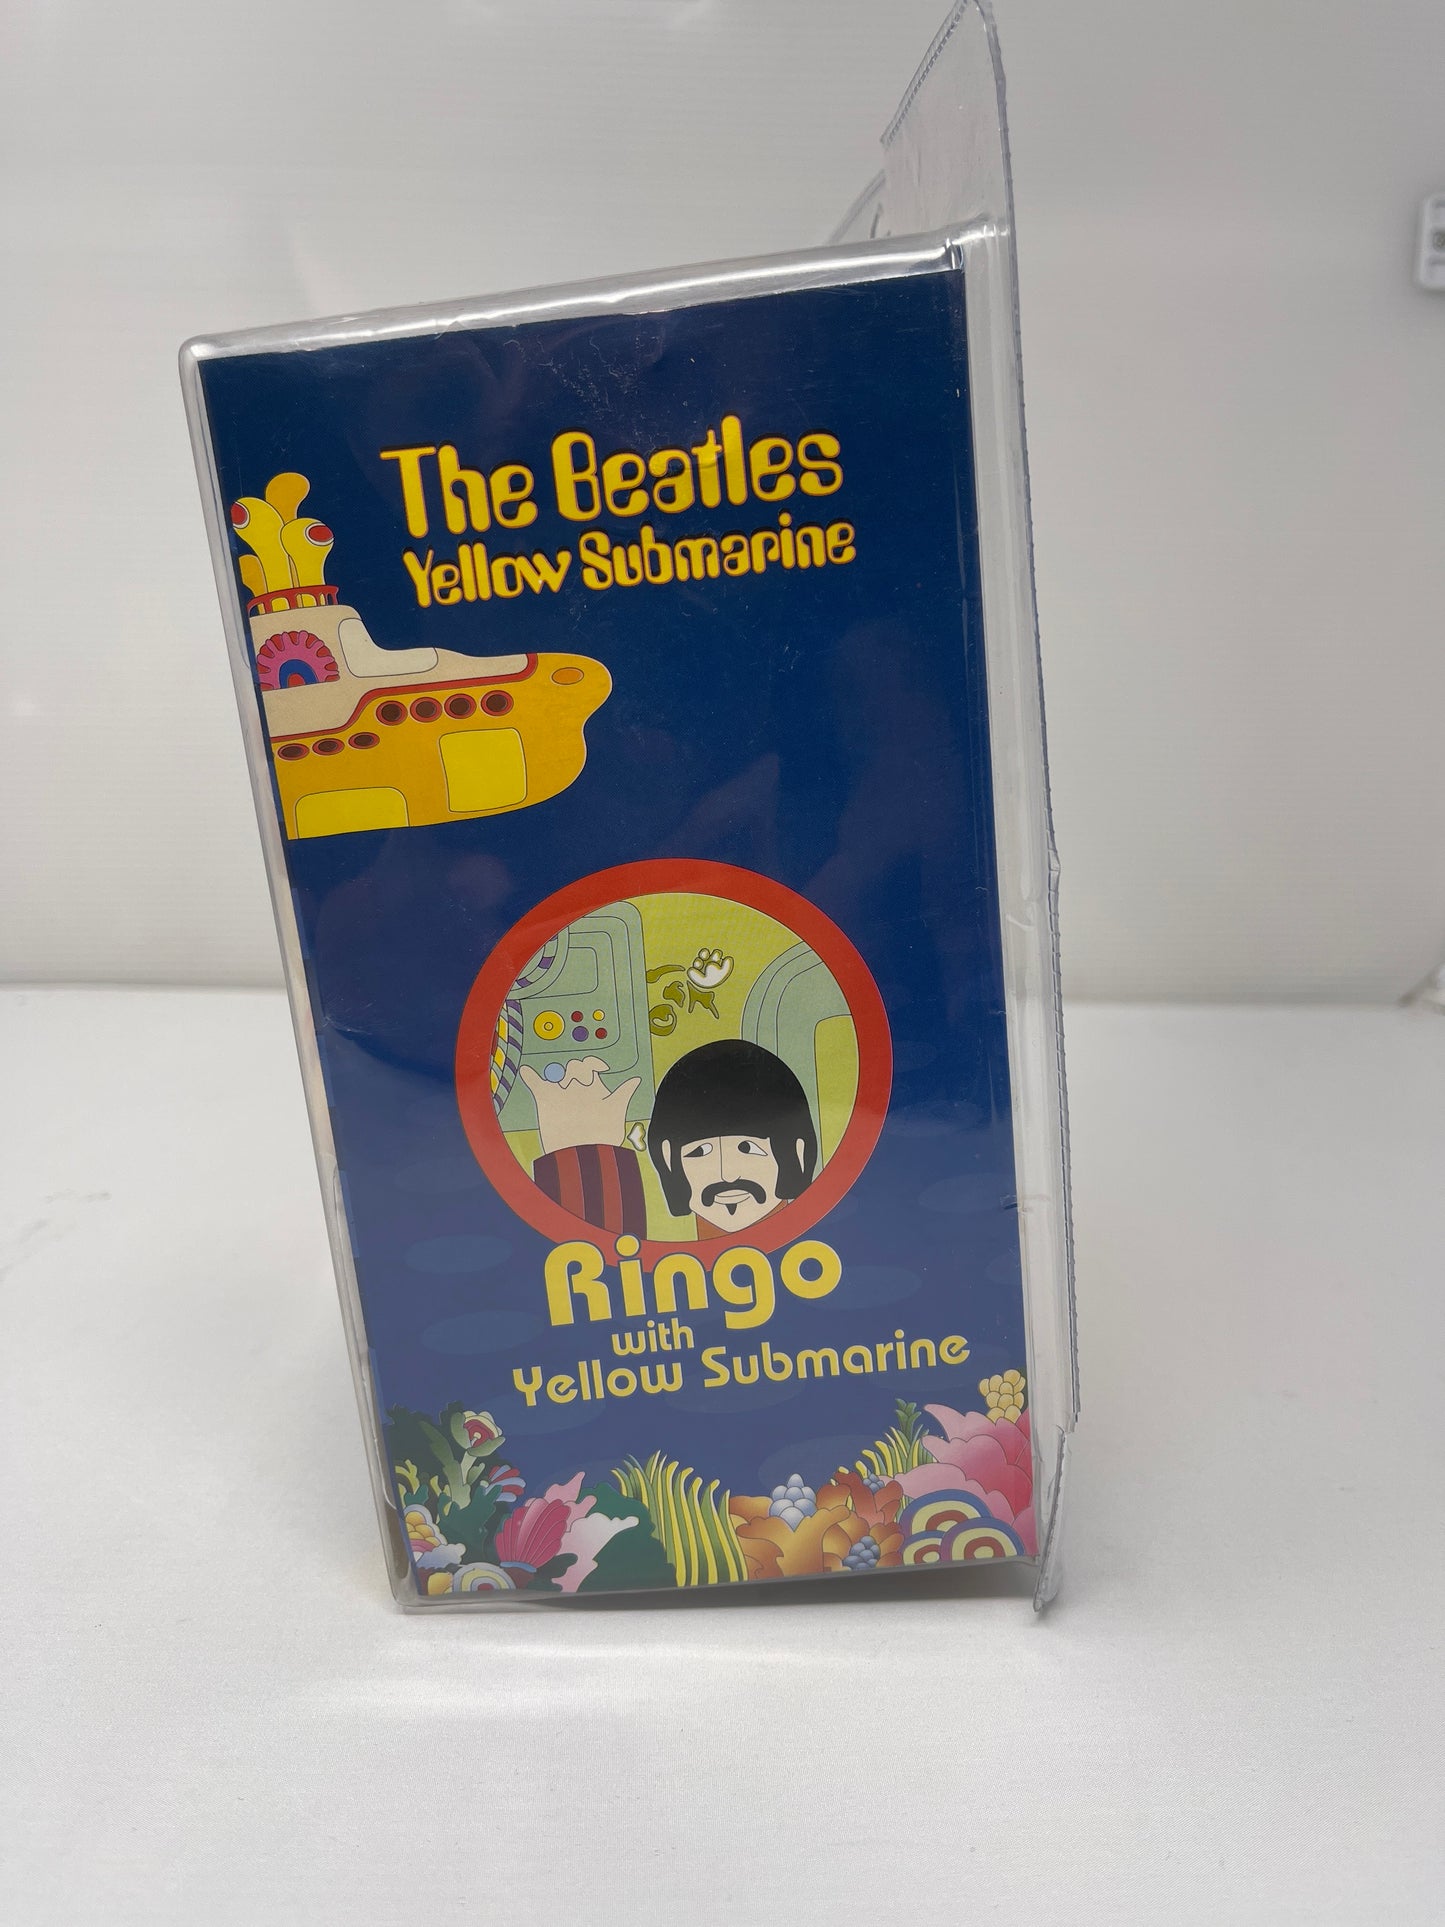 The Beatles
Yellow Submarine
Ringo
with
Yellow Submarine